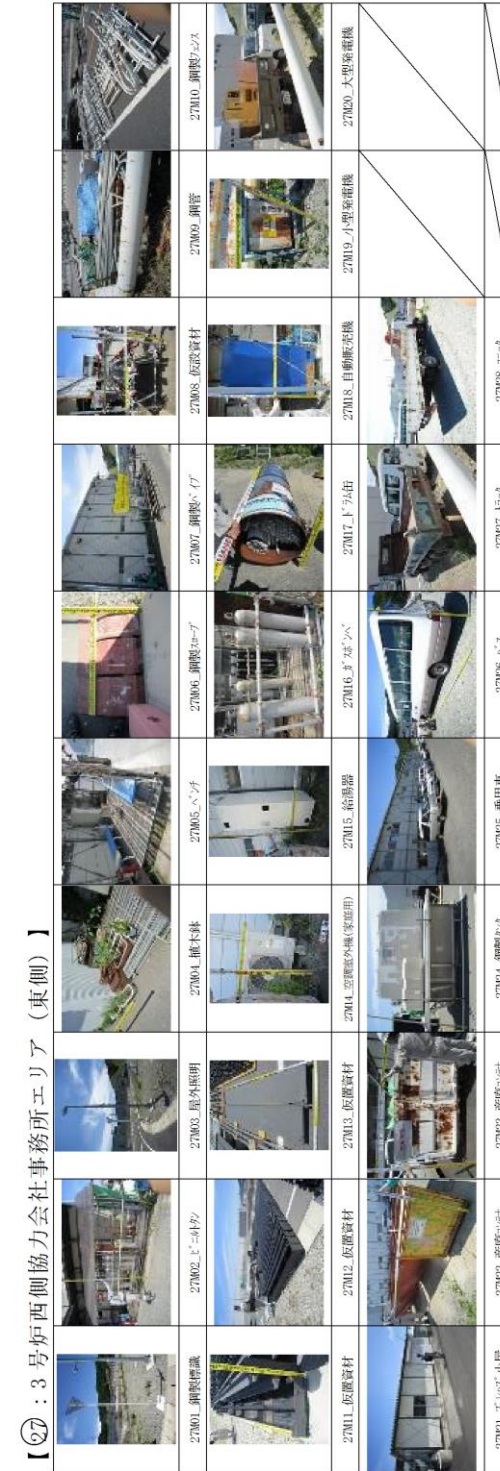 【㉗：3号炉西側協力会社事務所エリア（東側）】
27M01_鋼製標識
27M02_ﾋﾞﾆﾙﾄﾀﾝ
27M03_屋外照明
27M04_植木鉢
27M05_ﾍﾞﾝﾁ
27M06_鋼製ｽﾛｰﾌﾟ
27M07_鋼製ﾊﾟｲﾌﾟ
27M08_仮設資材
27M09_鋼管
27M10_鋼製ﾌｪﾝｽ
27M11_仮置資材
27M12_仮置資材
27M13_仮置資材
27M14_空調室外機(家庭用)
27M15_給湯器
27M16_ｶﾞｽﾎﾞﾝﾍﾞ
27M17_ﾄﾞﾗﾑ缶
27M18_自動販売機
27M19_小型発電機
27M20_大型発電機